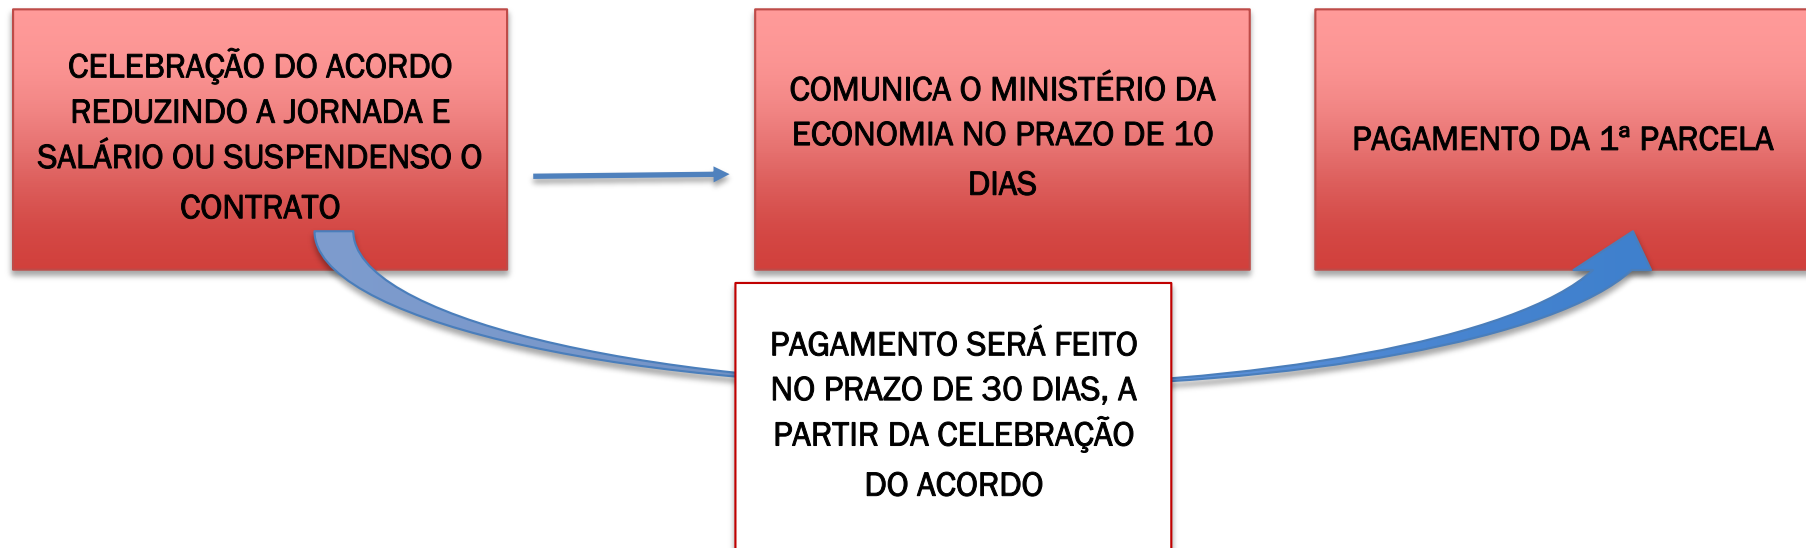 CELEBRAÇÃO DO ACORDO
REDUZINDO A JORNADA E
SALÁRIO OU SUSPENDENSO O
CONTRATO
COMUNICA O MINISTÉRIO DA
ECONOMIA NO PRAZO DE 10
DIAS
PAGAMENTO DA 1ª PARCELA
PAGAMENTO SERÁ FEITO
NO PRAZO DE 30 DIAS, A
PARTIR DA CELEBRAÇÃO
DO ACORDO